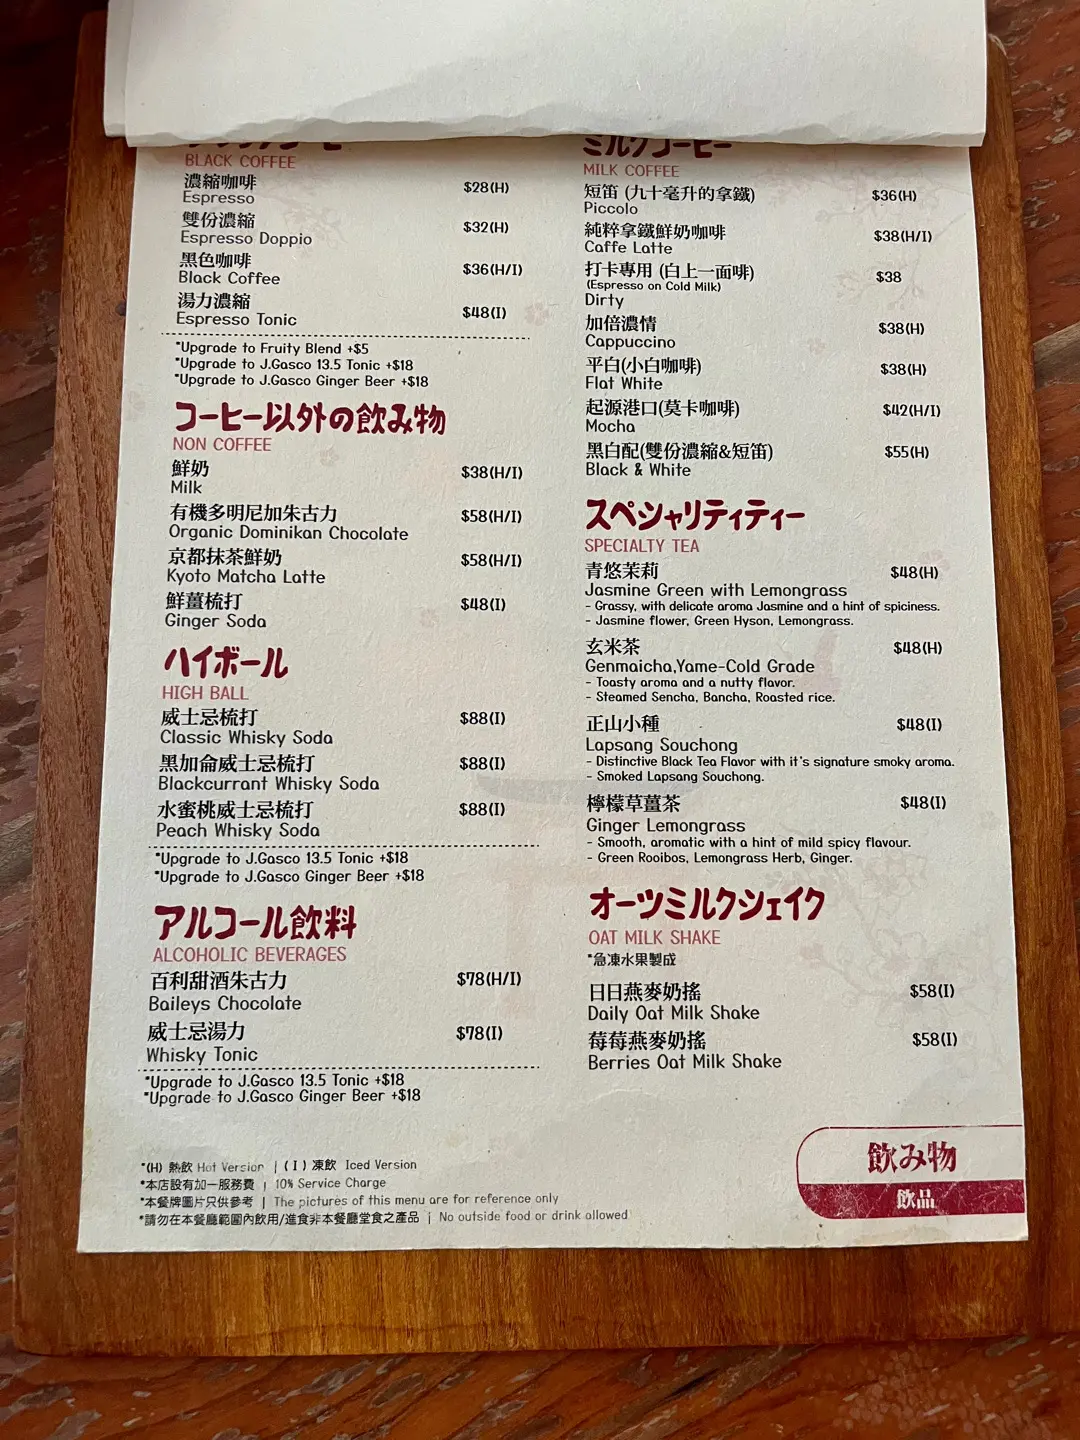 BLACK COFFEE
濃縮咖啡
Espresso $28(H)
雙份濃縮
Espresso Doppio $32(H)
黑色咖啡
Black Coffee $36(H/I)
湯力濃縮
Espresso Tonic $48(I)
*Upgrade to Fruity Blend +$5
*Upgrade to J.Gasco 13.5 Tonic +$18
*Upgrade to J.Gasco Ginger Beer +$18
コーヒー以外の飲み物
NON COFFEE
鮮奶
Milk $38(H/I)
有機多明尼加朱古力
Organic Dominikan Chocolate $58(H/I)
京都抹茶鮮奶
Kyoto Matcha Latte $58(H/I)
鮮薑梳打
Ginger Soda $48(I)
ハイボール
HIGH BALL
威士忌梳打
Classic Whisky Soda $88(I)
黑加侖威士忌梳打
Blackcurrant Whisky Soda $88(I)
水蜜桃威士忌梳打
Peach Whisky Soda $88(I)
*Upgrade to J.Gasco 13.5 Tonic +$18
*Upgrade to J.Gasco Ginger Beer +$18
アルコール飲料
ALCOHOLIC BEVERAGES
百利甜酒朱古力
Baileys Chocolate $78(H/I)
威士忌湯力
Whisky Tonic $78(I)
*Upgrade to J.Gasco 13.5 Tonic +$18
*Upgrade to J.Gasco Ginger Beer +$18
ミルクコーヒー
MILK COFFEE
短笛 (九十毫升的拿鐵)
Piccolo $36(H)
純粹拿鐵鮮奶咖啡
Caffe Latte $38(H/I)
打卡專用 (白上一面啡)
(Espresso on Cold Milk) $38
Dirty
加倍濃情
Cappuccino $38(H)
平白(小白咖啡)
Flat White $38(H)
起源港口(莫卡咖啡)
Mocha $42(H/I)
黑白配(雙份濃縮&短笛)
Black & White $55(H)
スペシャリティティー
SPECIALTY TEA
青悠茉莉 $48(H)
Jasmine Green with Lemongrass
- Grassy, with delicate aroma Jasmine and a hint of spiciness.
- Jasmine flower, Green Hyson, Lemongrass.
玄米茶 $48(H)
Genmaicha,Yame-Cold Grade
- Toasty aroma and a nutty flavor.
- Steamed Sencha, Bancha, Roasted rice.
正山小種 $48(I)
Lapsang Souchong
- Distinctive Black Tea Flavor with it's signature smoky aroma.
- Smoked Lapsang Souchong.
檸檬草薑茶 $48(I)
Ginger Lemongrass
- Smooth, aromatic with a hint of mild spicy flavour.
- Green Rooibos, Lemongrass Herb, Ginger.
オーツミルクシェイク
OAT MILK SHAKE
*急凍水果製成
日日燕麥奶搖 $58(I)
Daily Oat Milk Shake
莓莓燕麥奶搖 $58(I)
Berries Oat Milk Shake
*(H) 熱飲 Hot Version | ( I ) 凍飲 Iced Version
*本店設有加一服務費 | 10% Service Charge
*本餐牌圖片只供參考 | The pictures of this menu are for reference only
*請勿在本餐廳範圍內飲用/進食非本餐廳堂食之產品 | No outside food or drink allowed
飲み物
飲品